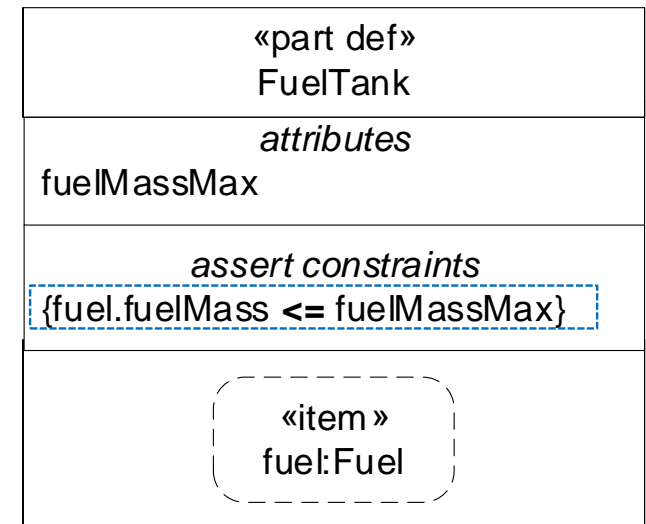 «part def»
FuelTank
attributes
fuelMassMax
assert constraints
{fuel.fuelMass <= fuelMassMax}
«item»
fuel:Fuel